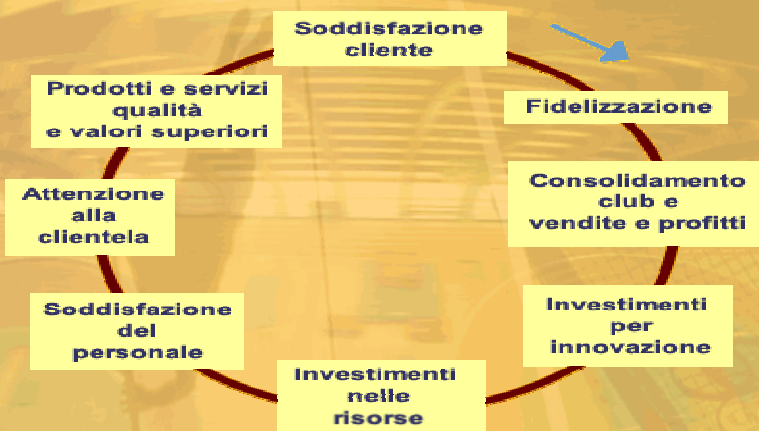 Soddisfazione
cliente
Fidelizzazione
Consolidamento
club e
vendite e profitti
Investimenti
per
innovazione
Investimenti
nelle
risorse
Soddisfazione
del
personale
Attenzione
alla
clientela
Prodotti e servizi
qualità
e valori superiori